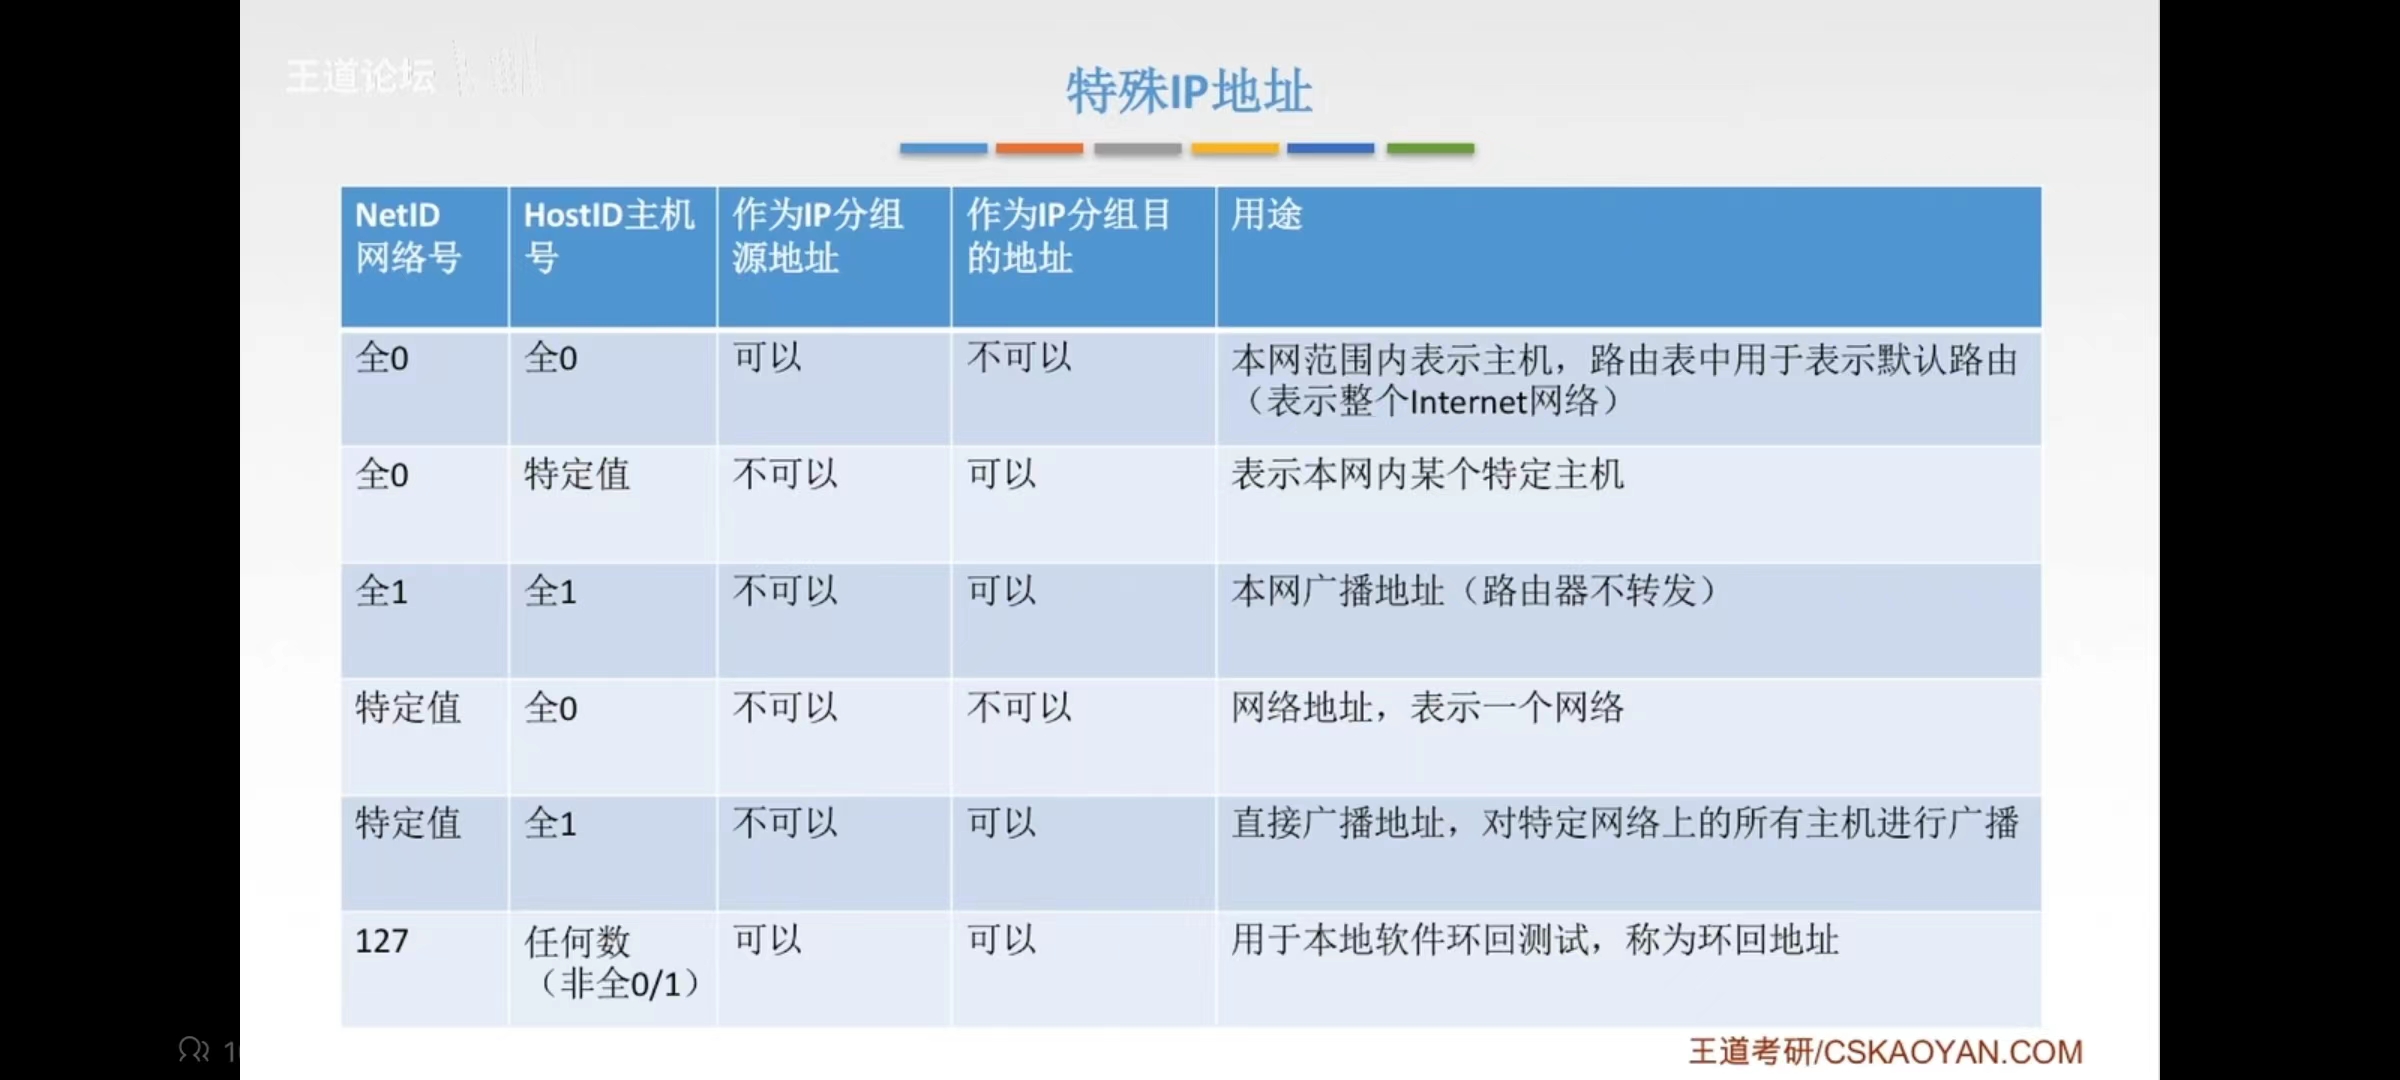 王道论坛
特殊IP地址
NetID
网络号
HostID主机
号
作为IP分组
源地址
作为IP分组目
的地址
用途
全0
全0
可以
不可以
本网范围内表示主机，路由表中用于表示默认路由
（表示整个Internet网络）
全0
特定值
不可以
可以
表示本网内某个特定主机
全1
全1
不可以
可以
本网广播地址（路由器不转发）
特定值
全0
不可以
不可以
网络地址，表示一个网络
特定值
全1
不可以
可以
直接广播地址，对特定网络上的所有主机进行广播
127
任何数
（非全0/1）
可以
可以
用于本地软件环回测试，称为环回地址
王道考研/CSKAOYAN.COM